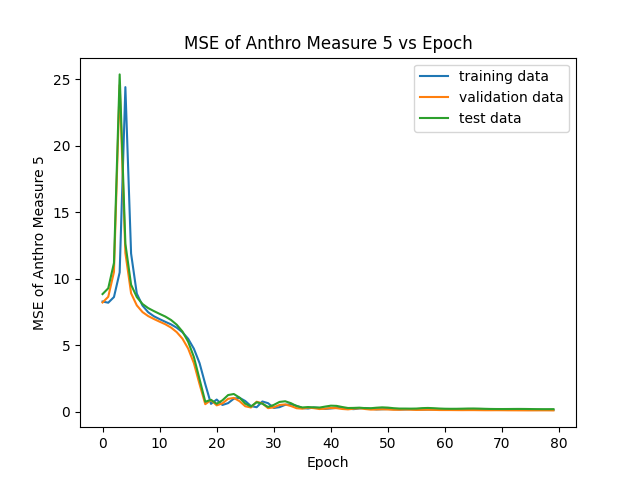 MSE of Anthro Measure 5 vs Epoch
training data
validation data
test data
MSE of Anthro Measure 5
25
20
15
10
5
0
0 10 20 30 40 50 60 70 80
Epoch